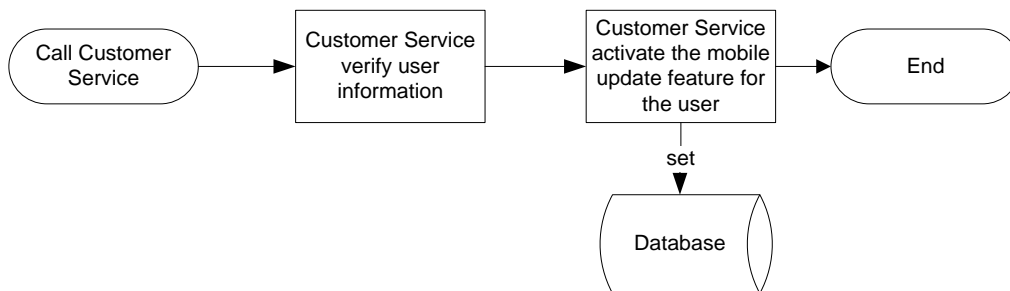 Call Customer
Service
Customer Service
verify user
information
Customer Service
activate the mobile
update feature for
the user
End
set
Database